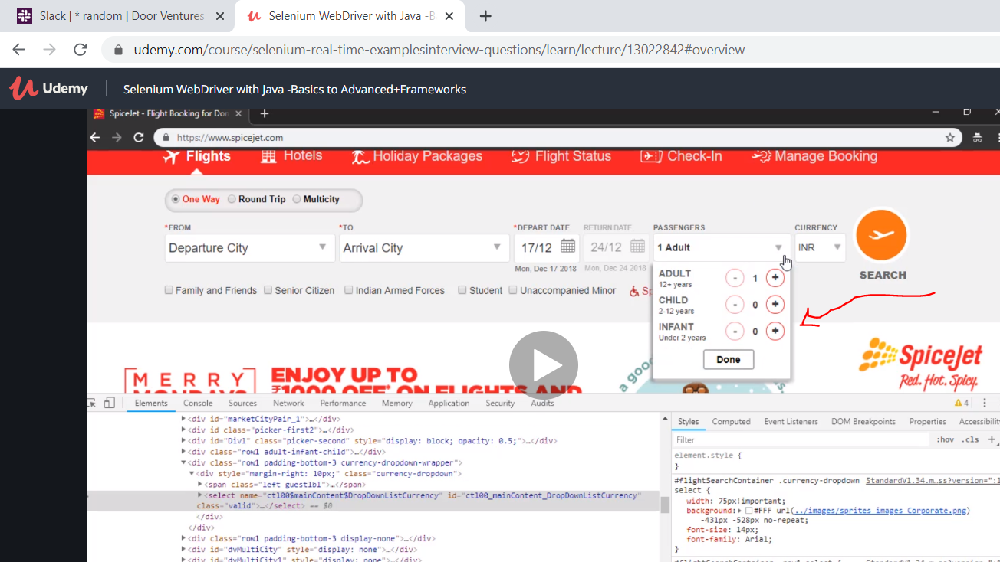 Slack | * random | Door Ventures
Selenium WebDriver with Java -B
udemy.com/course/selenium-real-time-examplesinterview-questions/learn/lecture/13022842#overview
Udemy
Selenium WebDriver with Java -Basics to Advanced+Frameworks
SpiceJet - Flight Booking for Don
https://www.spicejet.com
Flights Hotels Holiday Packages Flight Status Check-In Manage Booking
One Way Round Trip Multicity
*FROM *TO *DEPART DATE RETURN DATE PASSENGERS CURRENCY
Departure City Arrival City 17/12 24/12 1 Adult INR
Mon, Dec 17 2018 Mon, Dec 24 2018
SEARCH
ADULT - 1 +
12+ years
Family and Friends Senior Citizen Indian Armed Forces Student Unaccompanied Minor Sp
CHILD - 0 +
2-12 years
INFANT - 0 +
Under 2 years
Done
SpiceJet
Red. Hot. Spicy.
MERRY
MONDAYS
ENJOY UP TO
₹1000 OFF* ON FLIGHTS AND
a good
Elements Console Sources Network Performance Memory Application Security Audits 4
<div id="marketCityPair_1">…</div>
<div id class="picker-first2">…</div>
<div id="Div1" class="picker-second" style="display: block; opacity: 0.5;">…</div>
<div class="row1 adult-infant-child">…</div>
<div class="row1 padding-bottom-3 currency-dropdown-wrapper">
<div style="margin-right: 10px;" class="currency-dropdown">
<span class="left guestlbl">…</span>
<select name="ctl00$mainContent$DropDownListCurrency" id="ctl00_mainContent_DropDownListCurrency"
class="valid">…</select> == $0
</div>
</div>
<div class="row1 padding-bottom-3 display-none">…</div>
<div id="dvMultiCity" style="display: none">…</div>
<div id="dvMultiCity1" style="display: none">…</div>
Styles Computed Event Listeners DOM Breakpoints Properties Accessibility
Filter :hov .cls +
element.style {
}
#flightSearchContainer .currency-dropdown StandardV1.34.m…ss?version=":1
select {
width: 75px!important;
background: #FFF url(../images/sprites_images_Corporate.png)
-431px -528px no-repeat;
font-size: 14px;
font-family: Arial;
}